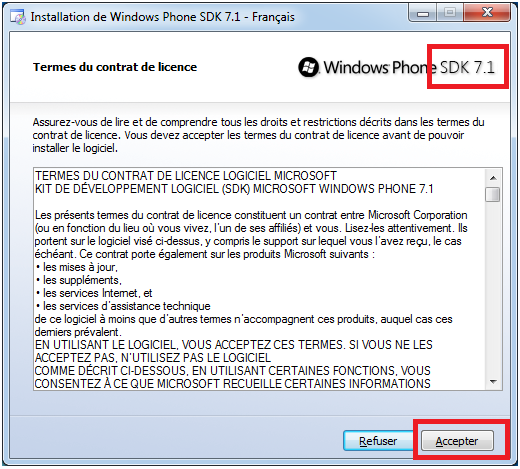 Installation de Windows Phone SDK 7.1 - Français
Termes du contrat de licence
Windows Phone SDK 7.1
Assurez-vous de lire et de comprendre tous les droits et restrictions décrits dans les termes du
contrat de licence. Vous devez accepter les termes du contrat de licence avant de pouvoir
installer le logiciel.
TERMES DU CONTRAT DE LICENCE LOGICIEL MICROSOFT
KIT DE DÉVELOPPEMENT LOGICIEL (SDK) MICROSOFT WINDOWS PHONE 7.1
Les présents termes du contrat de licence constituent un contrat entre Microsoft Corporation
(ou en fonction du lieu où vous vivez, l'un de ses affiliés) et vous. Lisez-les attentivement. Ils
portent sur le logiciel visé ci-dessus, y compris le support sur lequel vous l'avez reçu, le cas
échéant. Ce contrat porte également sur les produits Microsoft suivants :
• les mises à jour,
• les suppléments,
• les services Internet, et
• les services d'assistance technique
de ce logiciel à moins que d'autres termes n'accompagnent ces produits, auquel cas ces
derniers prévalent.
EN UTILISANT LE LOGICIEL, VOUS ACCEPTEZ CES TERMES. SI VOUS NE LES
ACCEPTEZ PAS, N'UTILISEZ PAS LE LOGICIEL
COMME DÉCRIT CI-DESSOUS, EN UTILISANT CERTAINES FONCTIONS, VOUS
CONSENTEZ À CE QUE MICROSOFT RECUEILLE CERTAINES INFORMATIONS
Refuser
Accepter